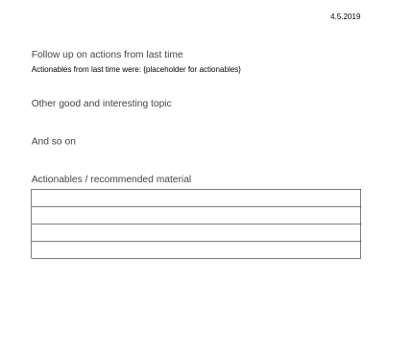 4.5.2019
Follow up on actions from last time
Actionables from last time were: {placeholder for actionables}
Other good and interesting topic
And so on
Actionables / recommended material